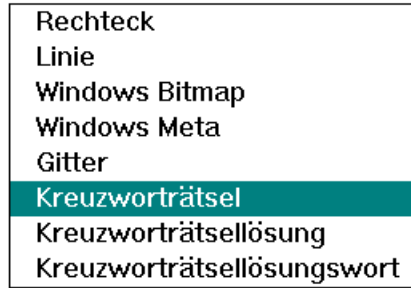 Rechteck
Linie
Windows Bitmap
Windows Meta
Gitter
Kreuzworträtsel
Kreuzworträtsellösung
Kreuzworträtsellösungswort